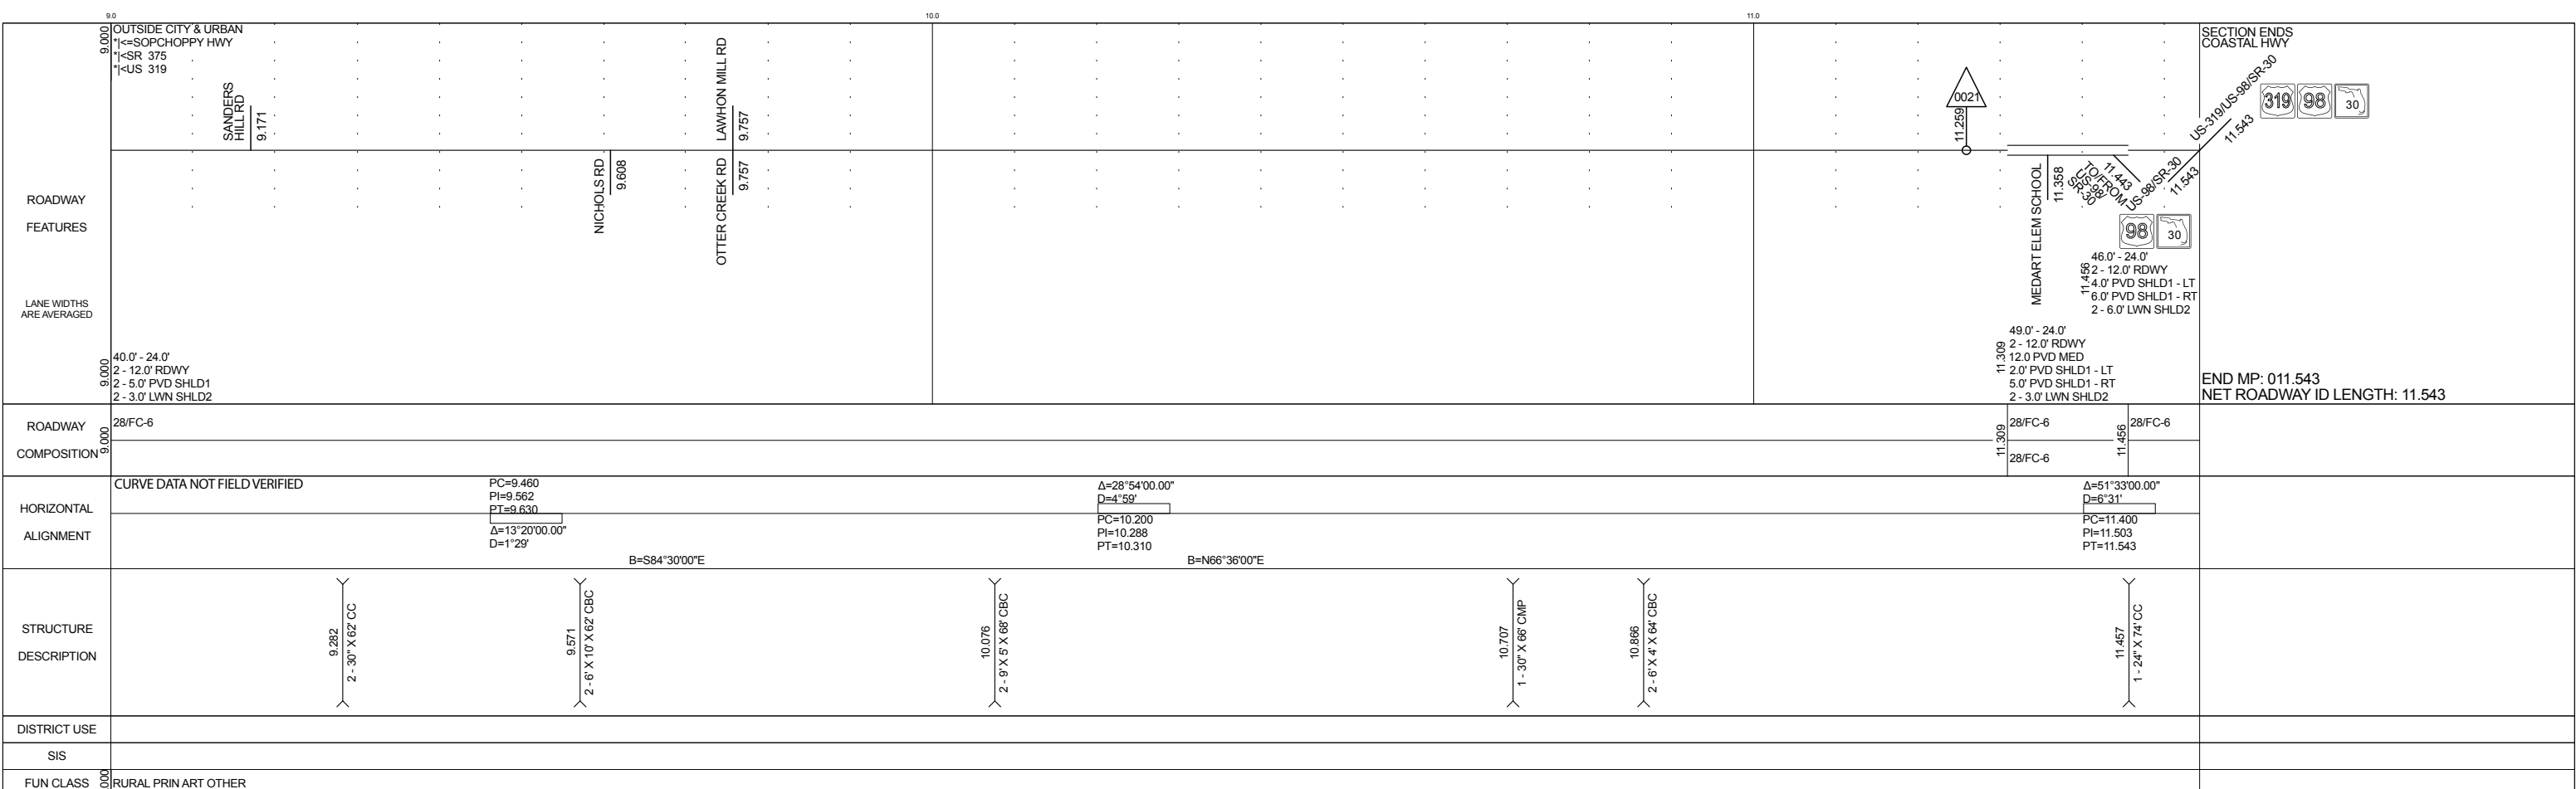 9.0
10.0
11.0
9.000
OUTSIDE CITY & URBAN
*|<=SOPCHOPPY HWY
*|<SR 375
*|<US 319
SANDERS
HILL RD
9.171
NICHOLS RD
9.608
LAWHON MILL RD
9.757
OTTER CREEK RD
9.757
0021
11.259
MEDART ELEM SCHOOL
11.358
11.443
TO/FROM
US-98/
SR-30
US-98/SR-30
11.543
US-319/US-98/SR-30
11.543
319
98
30
98
30
SECTION ENDS
COASTAL HWY
ROADWAY
FEATURES
LANE WIDTHS
ARE AVERAGED
9.000
40.0' - 24.0'
2 - 12.0' RDWY
2 - 5.0' PVD SHLD1
2 - 3.0' LWN SHLD2
11.309
49.0' - 24.0'
2 - 12.0' RDWY
12.0 PVD MED
2.0' PVD SHLD1 - LT
5.0' PVD SHLD1 - RT
2 - 3.0' LWN SHLD2
11.456
46.0' - 24.0'
2 - 12.0' RDWY
4.0' PVD SHLD1 - LT
6.0' PVD SHLD1 - RT
2 - 6.0' LWN SHLD2
END MP: 011.543
NET ROADWAY ID LENGTH: 11.543
ROADWAY
COMPOSITION
9.000
28/FC-6
11.309
28/FC-6
28/FC-6
11.456
28/FC-6
HORIZONTAL
ALIGNMENT
CURVE DATA NOT FIELD VERIFIED
PC=9.460
PI=9.562
PT=9.630
Δ=13°20'00.00"
D=1°29'
B=S84°30'00"E
Δ=28°54'00.00"
D=4°59'
PC=10.200
PI=10.288
PT=10.310
B=N66°36'00"E
Δ=51°33'00.00"
D=6°31'
PC=11.400
PI=11.503
PT=11.543
STRUCTURE
DESCRIPTION
9.282
2 - 30" X 62' CC
9.571
2 - 6' X 10' X 62' CBC
10.076
2 - 9' X 5' X 68' CBC
10.707
1 - 30" X 66' CMP
10.866
2 - 6' X 4' X 64' CBC
11.457
1 - 24" X 74' CC
DISTRICT USE
SIS
FUN CLASS
RURAL PRIN ART OTHER